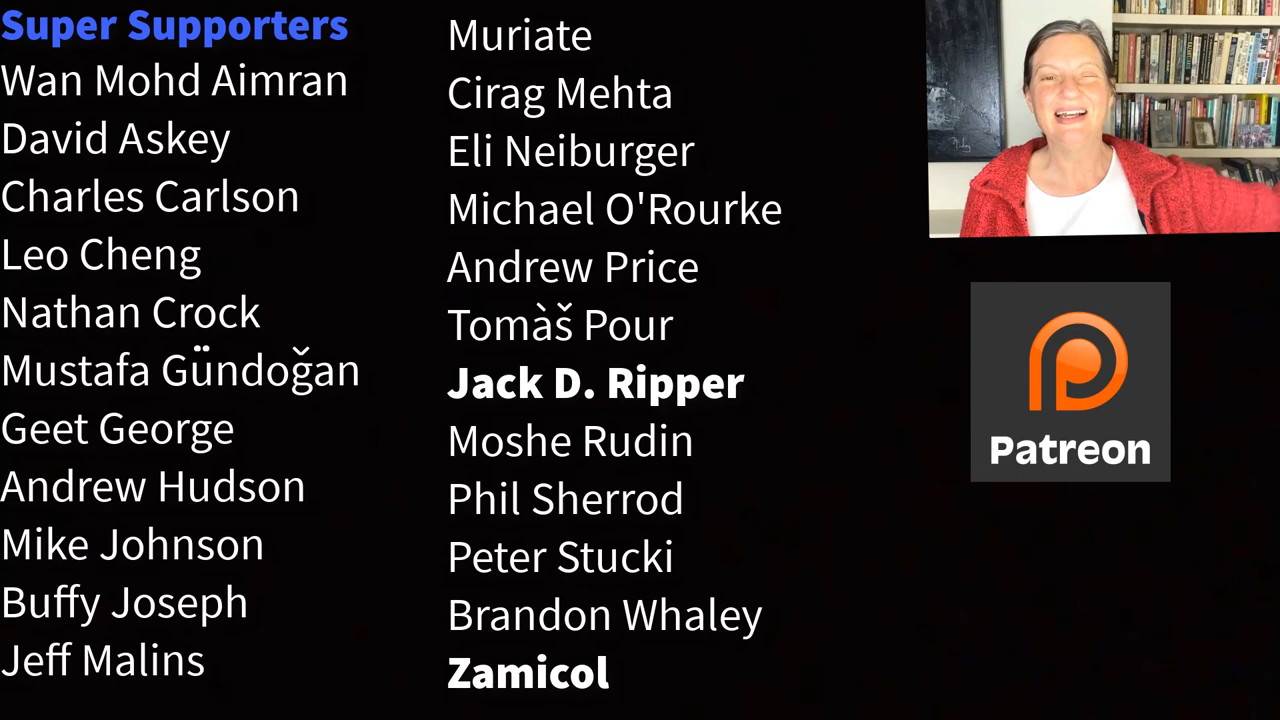 Super Supporters
Wan Mohd Aimran
David Askey
Charles Carlson
Leo Cheng
Nathan Crock
Mustafa Gündoǧan
Geet George
Andrew Hudson
Mike Johnson
Buffy Joseph
Jeff Malins
Muriate
Cirag Mehta
Eli Neiburger
Michael O'Rourke
Andrew Price
Tomàš Pour
Jack D. Ripper
Moshe Rudin
Phil Sherrod
Peter Stucki
Brandon Whaley
Zamicol
Patreon